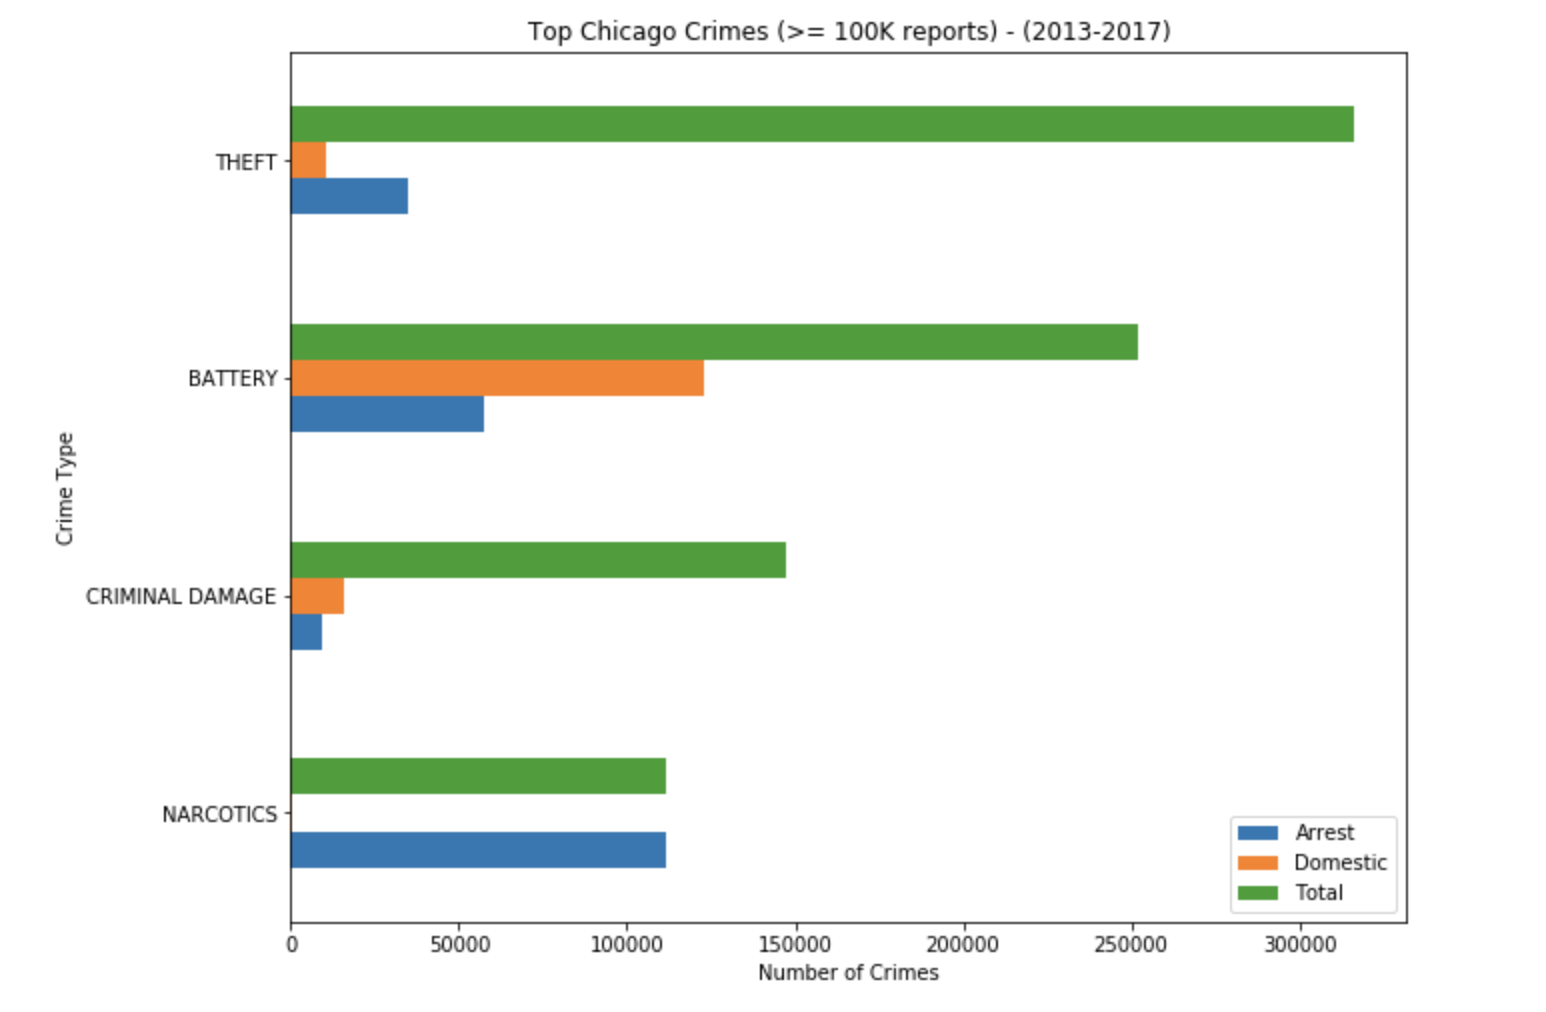 Top Chicago Crimes (>= 100K reports) - (2013-2017)
THEFT
BATTERY
CRIMINAL DAMAGE
NARCOTICS
Crime Type
Arrest
Domestic
Total
0 50000 100000 150000 200000 250000 300000
Number of Crimes